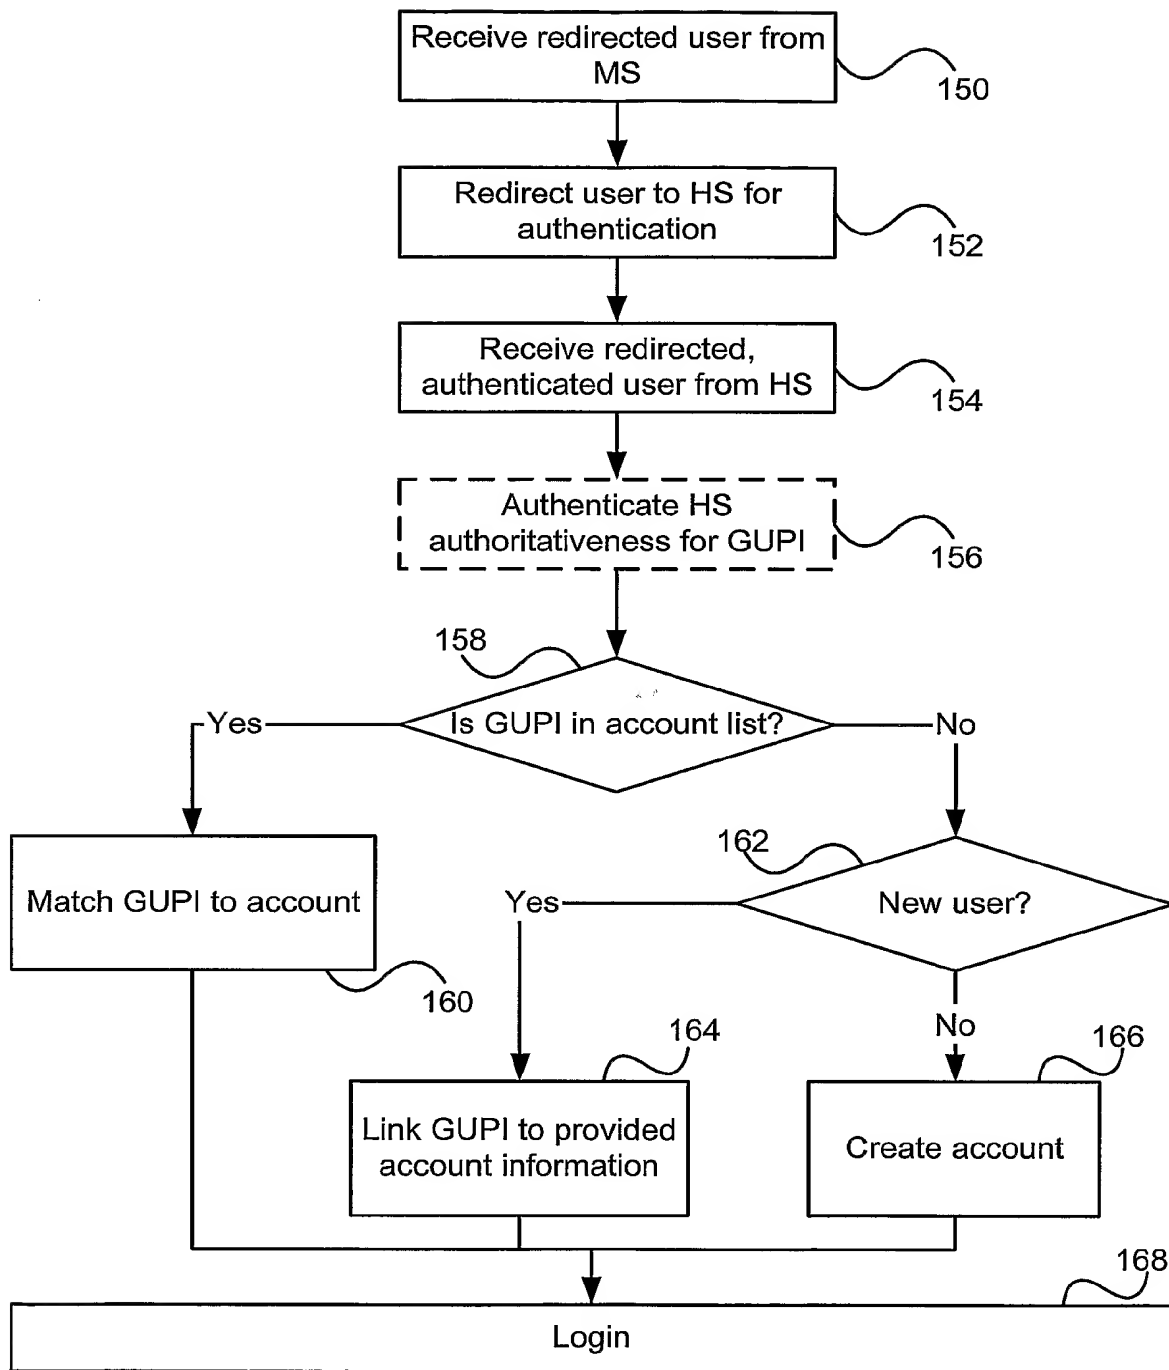 Receive redirected user from
MS
150
Redirect user to HS for
authentication
152
Receive redirected,
authenticated user from HS
154
Authenticate HS
authoritativeness for GUPI
156
158
Is GUPI in account list?
Yes
No
162
Match GUPI to account
160
New user?
Yes
No
164
166
Link GUPI to provided
account information
Create account
168
Login